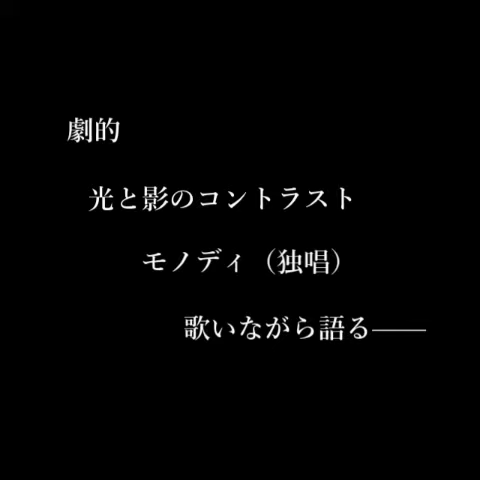 劇的
光と影のコントラスト
モノディ（独唱）
歌いながら語る——